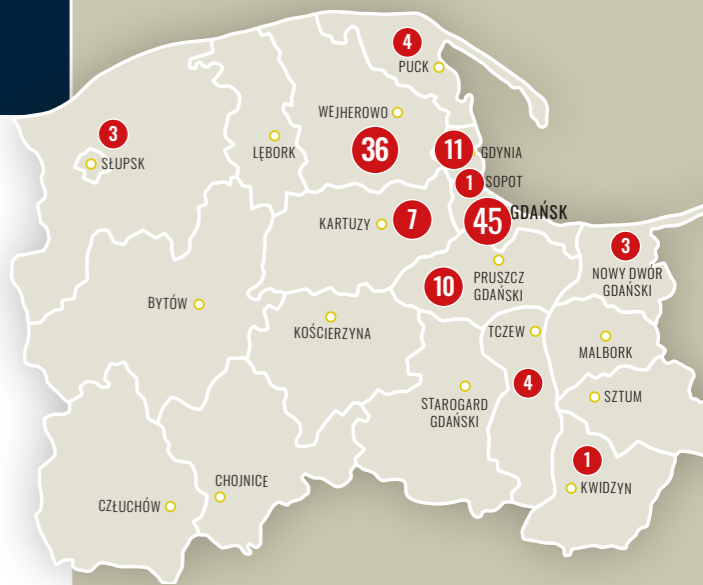 4
PUCK
WEJHEROWO
3
SŁUPSK
LĘBORK
36
11
GDYNIA
1
SOPOT
KARTUZY
7
45
GDAŃSK
3
NOWY DWÓR
GDAŃSKI
10
PRUSZCZ
GDAŃSKI
BYTÓW
KOŚCIERZYNA
TCZEW
MALBORK
4
STAROGARD
GDAŃSKI
SZTUM
1
KWIDZYN
CHOJNICE
CZŁUCHÓW